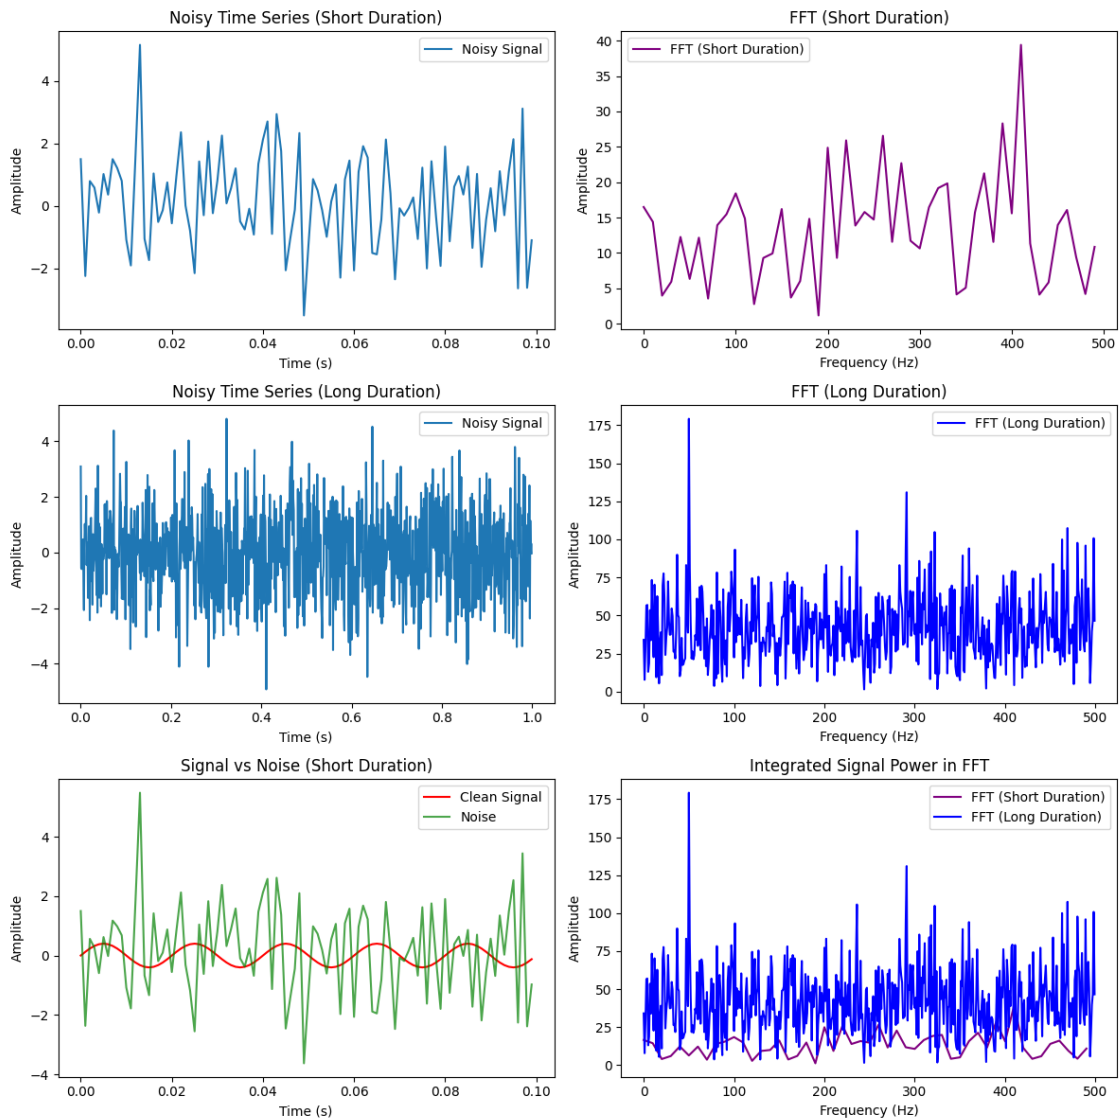 Noisy Time Series (Short Duration)
Noisy Signal
Amplitude
4
2
0
−2
0.00 0.02 0.04 0.06 0.08 0.10
Time (s)
FFT (Short Duration)
FFT (Short Duration)
Amplitude
40
35
30
25
20
15
10
5
0
0 100 200 300 400 500
Frequency (Hz)
Noisy Time Series (Long Duration)
Noisy Signal
Amplitude
4
2
0
−2
−4
0.0 0.2 0.4 0.6 0.8 1.0
Time (s)
FFT (Long Duration)
FFT (Long Duration)
Amplitude
175
150
125
100
75
50
25
0
0 100 200 300 400 500
Frequency (Hz)
Signal vs Noise (Short Duration)
Clean Signal
Noise
Amplitude
4
2
0
−2
−4
0.00 0.02 0.04 0.06 0.08 0.10
Time (s)
Integrated Signal Power in FFT
FFT (Short Duration)
FFT (Long Duration)
Amplitude
175
150
125
100
75
50
25
0
0 100 200 300 400 500
Frequency (Hz)